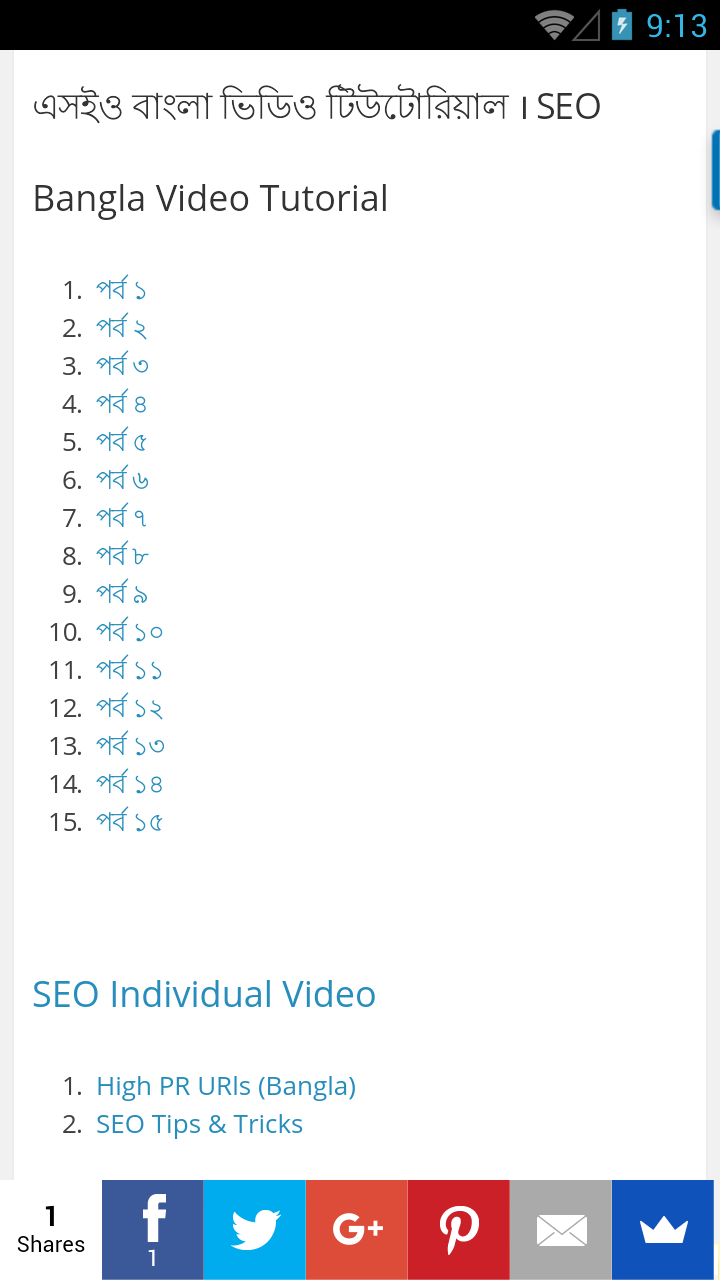 9:13
এসইও বাংলা ভিডিও টিউটোরিয়াল । SEO
Bangla Video Tutorial
1. পর্ব ১
2. পর্ব ২
3. পর্ব ৩
4. পর্ব ৪
5. পর্ব ৫
6. পর্ব ৬
7. পর্ব ৭
8. পর্ব ৮
9. পর্ব ৯
10. পর্ব ১০
11. পর্ব ১১
12. পর্ব ১২
13. পর্ব ১৩
14. পর্ব ১৪
15. পর্ব ১৫
SEO Individual Video
1. High PR URls (Bangla)
2. SEO Tips & Tricks
1
Shares
f
1
G+